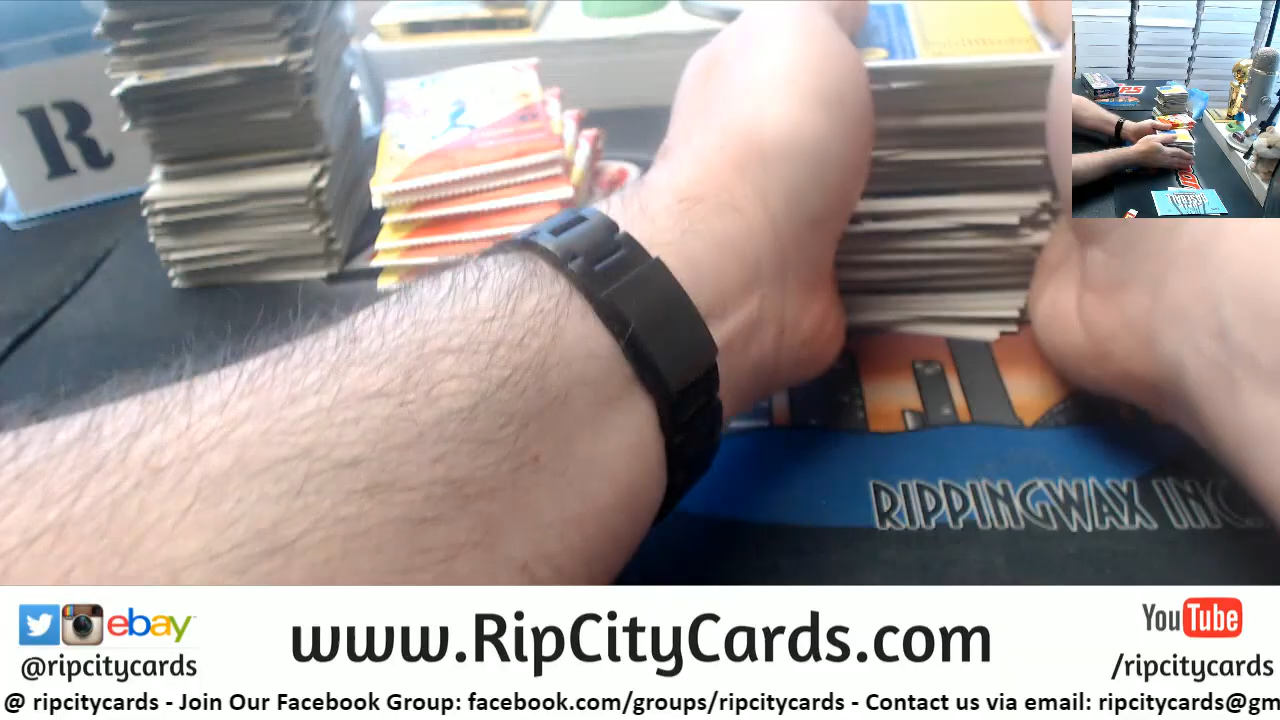 R
RIPPINGWAX INC.
ebay
@ripcitycards
www.RipCityCards.com
YouTube
/ripcitycards
@ ripcitycards - Join Our Facebook Group: facebook.com/groups/ripcitycards - Contact us via email: ripcitycards@gm